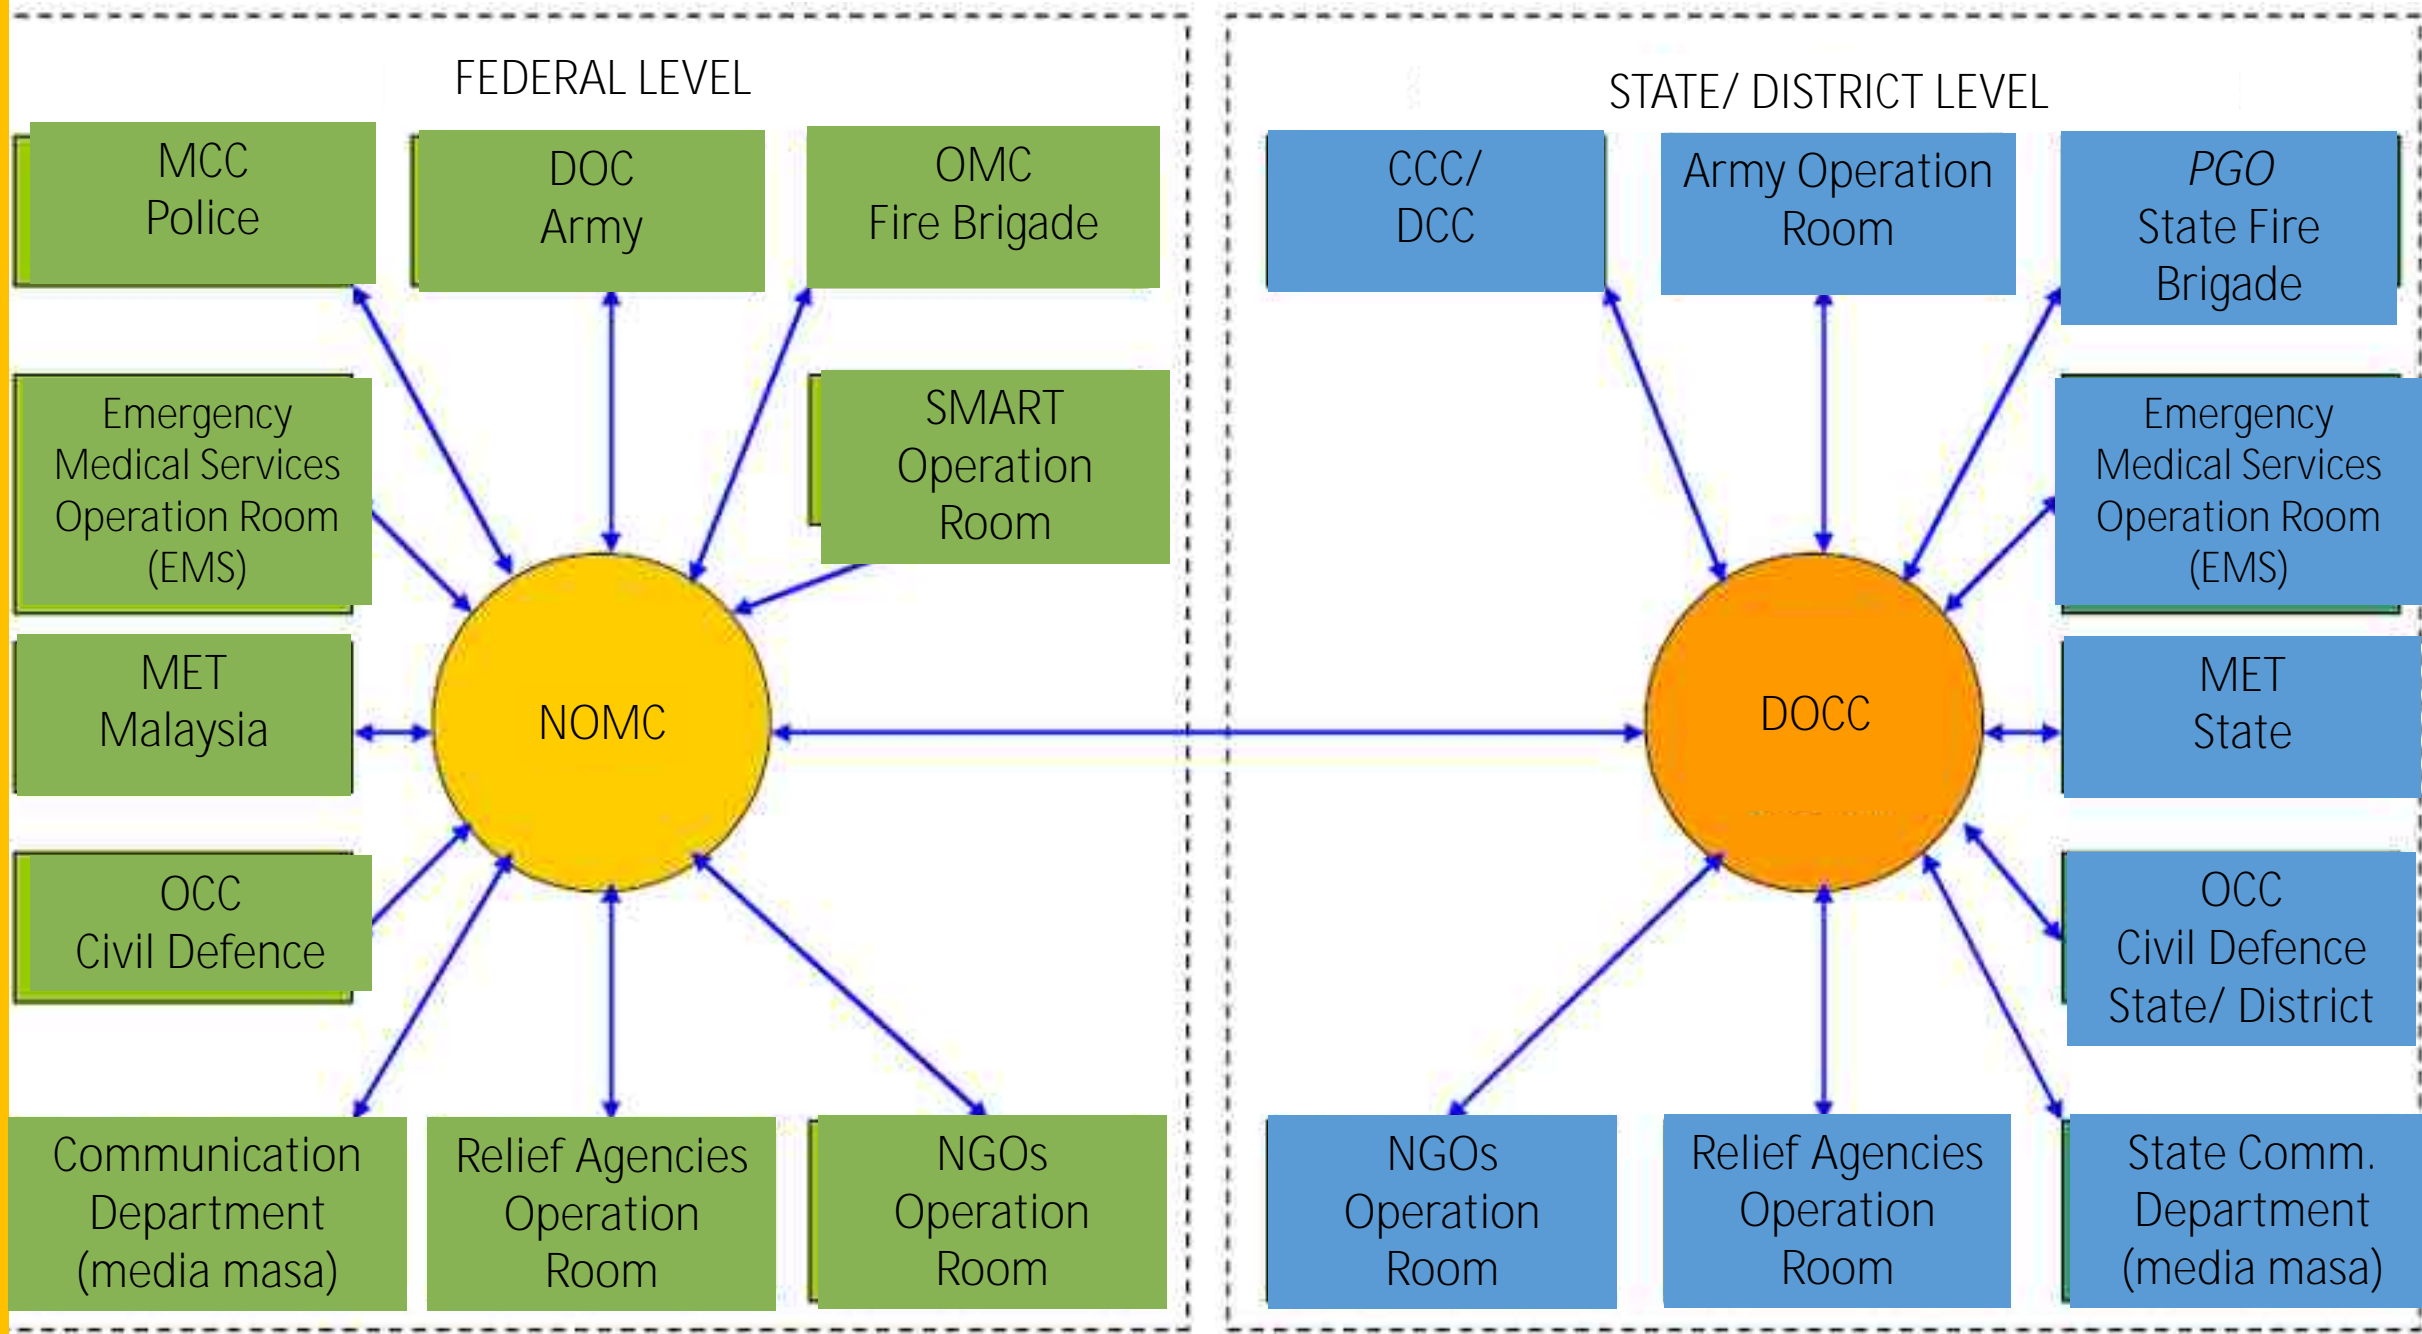 FEDERAL LEVEL
MCC
Police
DOC
Army
OMC
Fire Brigade
Emergency
Medical Services
Operation Room
(EMS)
SMART
Operation
Room
MET
Malaysia
NOMC
OCC
Civil Defence
Communication
Department
(media masa)
Relief Agencies
Operation
Room
NGOs
Operation
Room
STATE/ DISTRICT LEVEL
CCC/
DCC
Army Operation
Room
PGO
State Fire
Brigade
Emergency
Medical Services
Operation Room
(EMS)
DOCC
MET
State
OCC
Civil Defence
State/ District
NGOs
Operation
Room
Relief Agencies
Operation
Room
State Comm.
Department
(media masa)